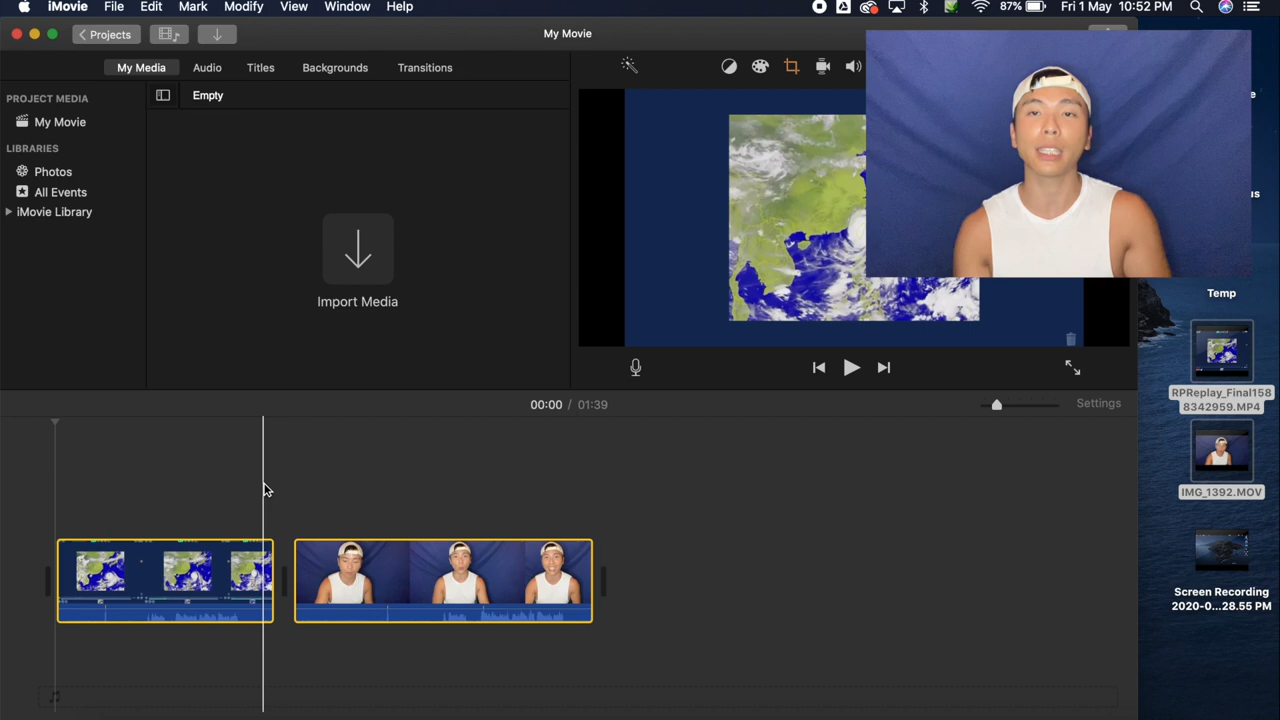 iMovie File Edit Mark Modify View Window Help
87% Fri 1 May 10:52 PM
Projects
My Movie
My Media Audio Titles Backgrounds Transitions
PROJECT MEDIA
My Movie
LIBRARIES
Photos
All Events
iMovie Library
Empty
Import Media
00:00 / 01:39
Settings
Temp
RPReplay_Final158
8342959.MP4
IMG_1392.MOV
Screen Recording
2020-0...28.55 PM